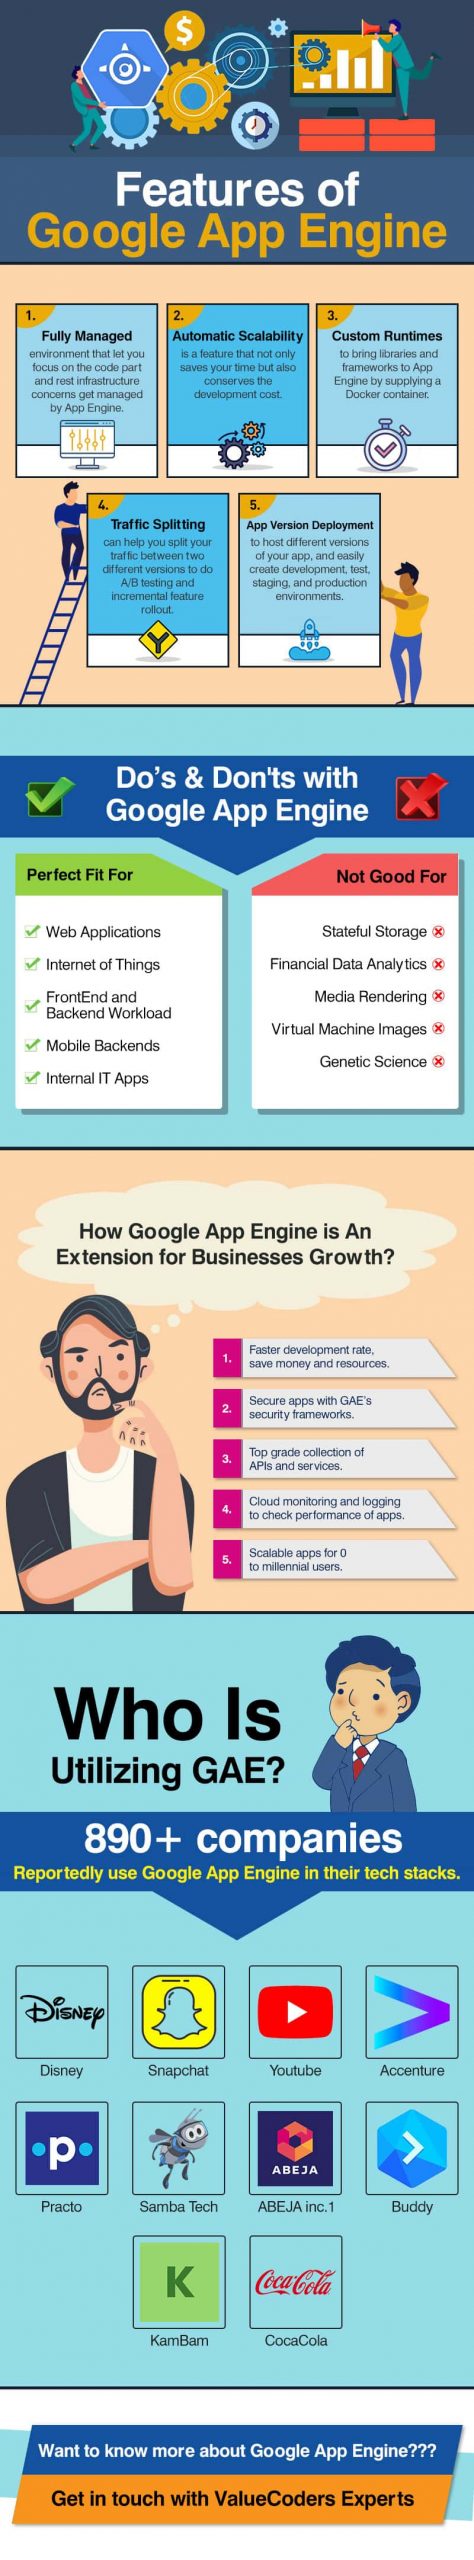 $
Features of
Google App Engine
1.
Fully Managed
environment that let you
focus on the code part
and rest infrastructure
concerns get managed
by App Engine.
2.
Automatic Scalability
is a feature that not only
saves your time but also
conserves the
development cost.
3.
Custom Runtimes
to bring libraries and
frameworks to App
Engine by supplying a
Docker container.
4.
Traffic Splitting
can help you split your
traffic between two
different versions to do
A/B testing and
incremental feature
rollout.
5.
App Version Deployment
to host different versions
of your app, and easily
create development, test,
staging, and production
environments.
Do's & Don'ts with
Google App Engine
Perfect Fit For
Web Applications
Internet of Things
FrontEnd and
Backend Workload
Mobile Backends
Internal IT Apps
Not Good For
Stateful Storage
Financial Data Analytics
Media Rendering
Virtual Machine Images
Genetic Science
How Google App Engine is An
Extension for Businesses Growth?
1.
Faster development rate,
save money and resources.
2.
Secure apps with GAE's
security frameworks.
3.
Top grade collection of
APIs and services.
4.
Cloud monitoring and logging
to check performance of apps.
5.
Scalable apps for 0
to millennial users.
Who Is
Utilizing GAE?
890+ companies
Reportedly use Google App Engine in their tech stacks.
Disney
Disney
Snapchat
Youtube
Accenture
p
Practo
Samba Tech
ABEJA
ABEJA inc.1
Buddy
K
KamBam
Coca-Cola
CocaCola
Want to know more about Google App Engine???
Get in touch with ValueCoders Experts